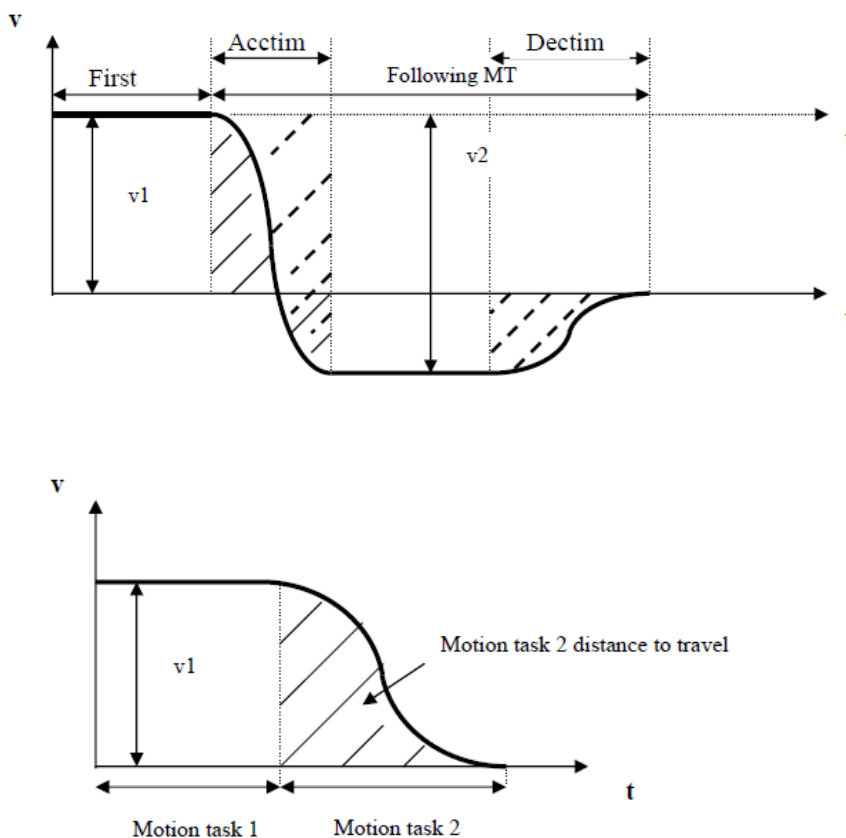 v
Acctim
Dectim
First
Following MT
v1
v2
v
v1
Motion task 2 distance to travel
t
Motion task 1
Motion task 2